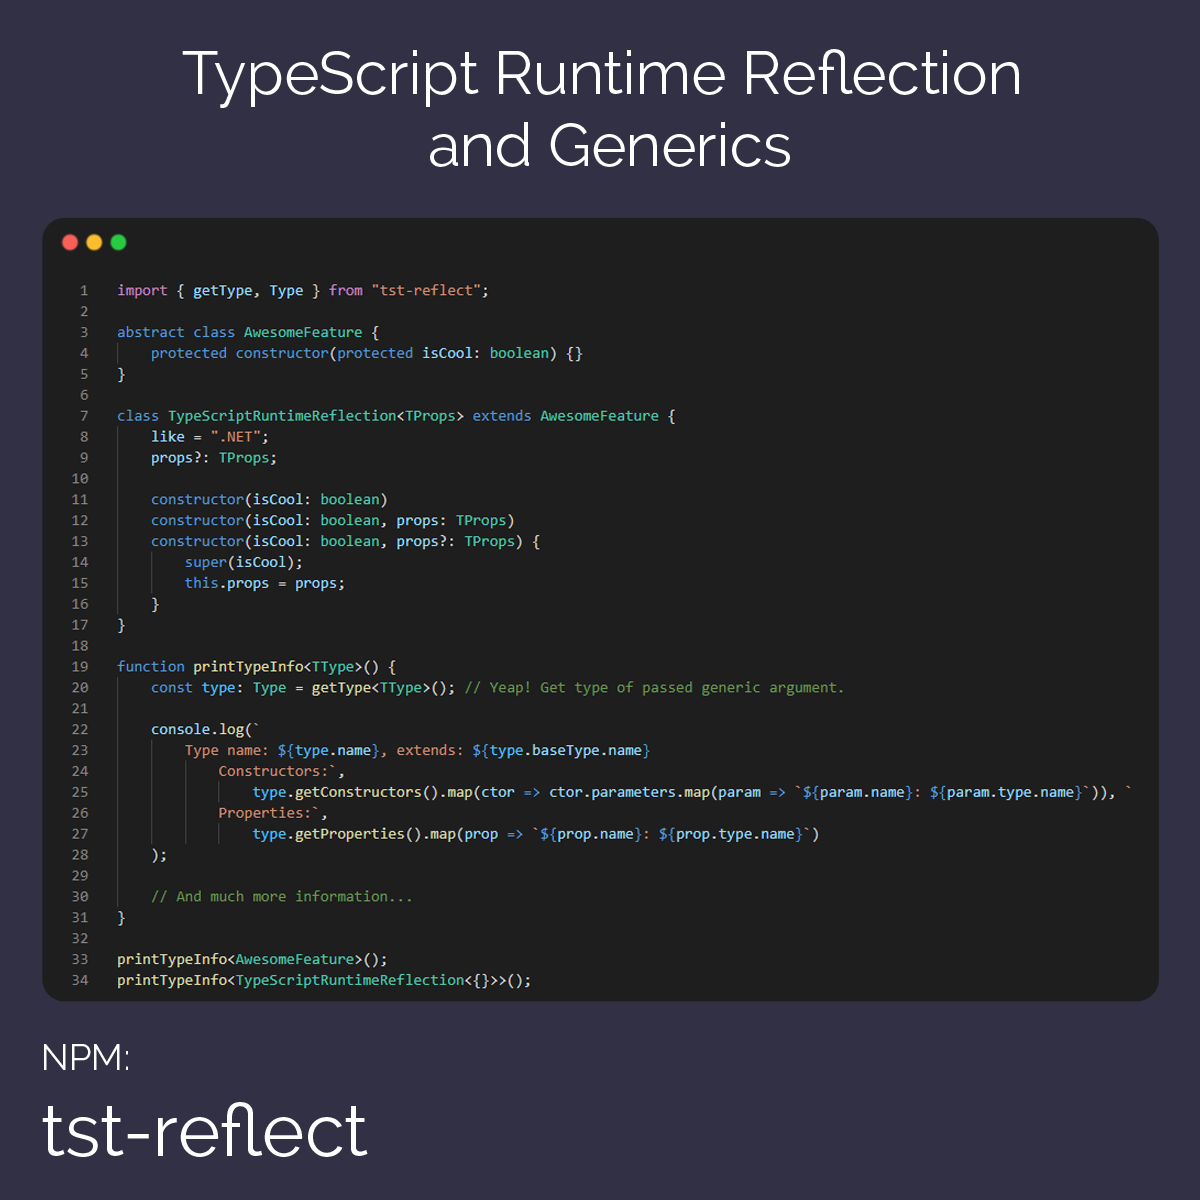 TypeScript Runtime Reflection
and Generics
1 import { getType, Type } from "tst-reflect";
2
3 abstract class AwesomeFeature {
4     protected constructor(protected isCool: boolean) {}
5 }
6
7 class TypeScriptRuntimeReflection<TProps> extends AwesomeFeature {
8     like = ".NET";
9     props?: TProps;
10
11     constructor(isCool: boolean)
12     constructor(isCool: boolean, props: TProps)
13     constructor(isCool: boolean, props?: TProps) {
14         super(isCool);
15         this.props = props;
16     }
17 }
18
19 function printTypeInfo<TType>() {
20     const type: Type = getType<TType>(); // Yeap! Get type of passed generic argument.
21
22     console.log(`
23         Type name: ${type.name}, extends: ${type.baseType.name}
24             Constructors:`,
25                 type.getConstructors().map(ctor => ctor.parameters.map(param => `${param.name}: ${param.type.name}`)), `
26             Properties:`,
27                 type.getProperties().map(prop => `${prop.name}: ${prop.type.name}`)
28     );
29
30     // And much more information...
31 }
32
33 printTypeInfo<AwesomeFeature>();
34 printTypeInfo<TypeScriptRuntimeReflection<{}>>();
NPM:
tst-reflect